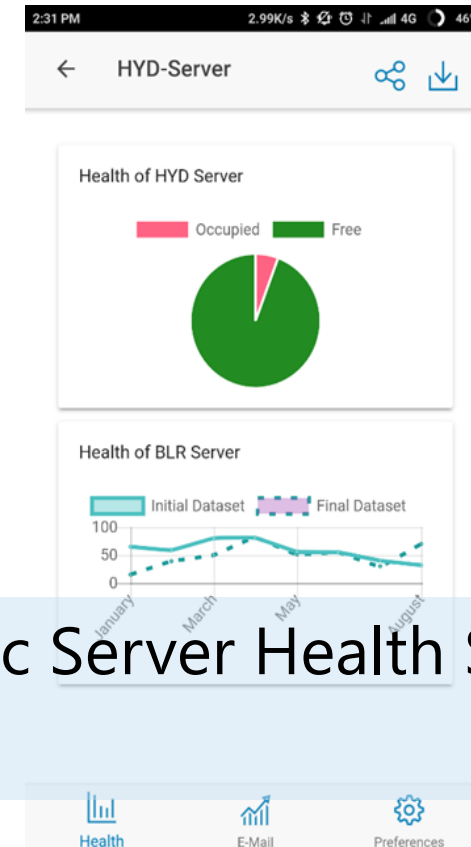 2:31 PM 2.99K/s 4G 46
HYD-Server
Health of HYD Server
Occupied Free
Health of BLR Server
Initial Dataset Final Dataset
100
50
0
January March May August
c Server Health
Health E-Mail Preferences